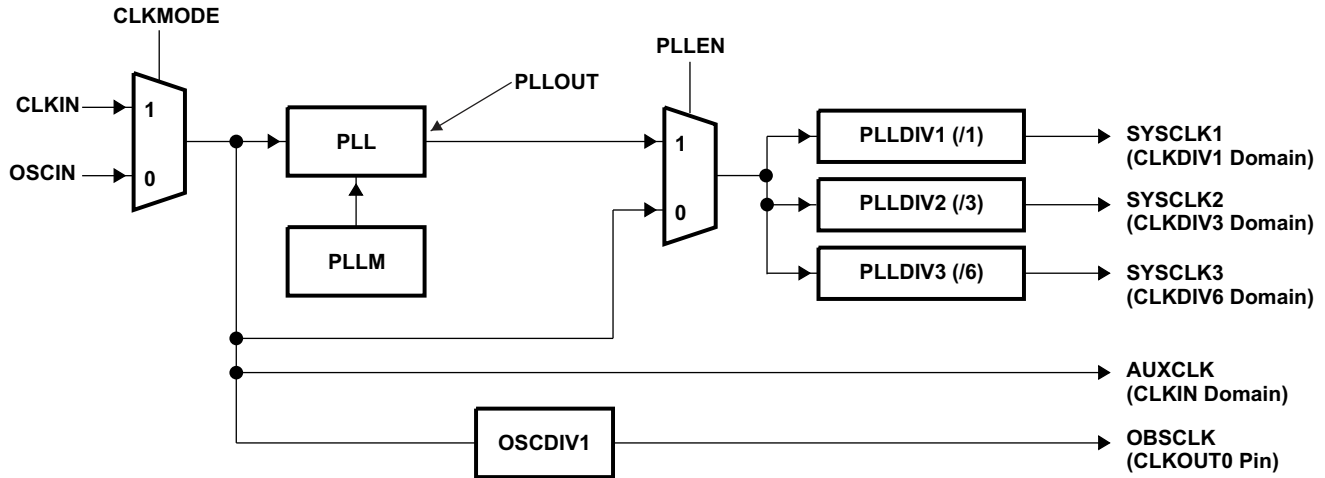 CLKMODE
PLLEN
PLLOUT
CLKIN
1
OSCIN
0
PLL
PLLM
1
0
PLLDIV1 (/1)
SYSCLK1
(CLKDIV1 Domain)
PLLDIV2 (/3)
SYSCLK2
(CLKDIV3 Domain)
PLLDIV3 (/6)
SYSCLK3
(CLKDIV6 Domain)
AUXCLK
(CLKIN Domain)
OSCDIV1
OBSCLK
(CLKOUT0 Pin)